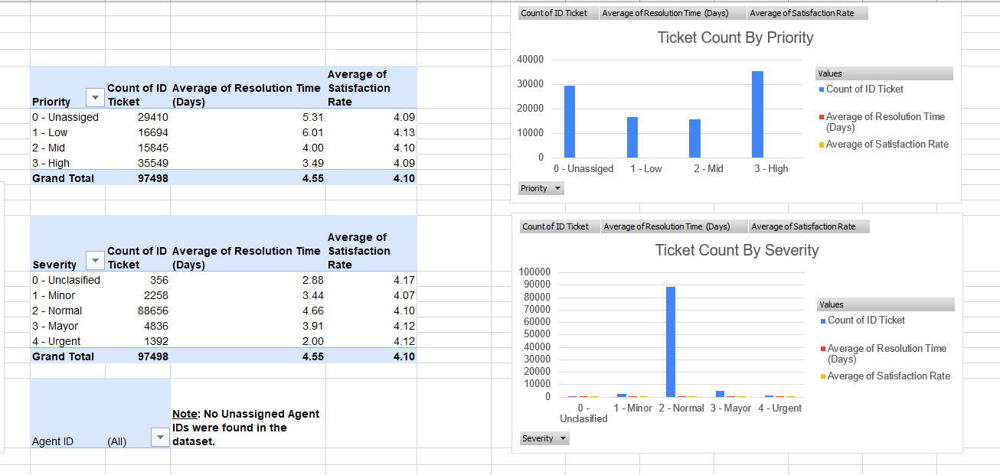 Priority Count of ID Ticket Average of Resolution Time (Days) Average of Satisfaction Rate
0 - Unassiged 29410 5.31 4.09
1 - Low 16694 6.01 4.13
2 - Mid 15845 4.00 4.10
3 - High 35549 3.49 4.09
Grand Total 97498 4.55 4.10
Severity Count of ID Ticket Average of Resolution Time (Days) Average of Satisfaction Rate
0 - Unclasified 356 2.88 4.17
1 - Minor 2258 3.44 4.07
2 - Normal 88656 4.66 4.10
3 - Mayor 4836 3.91 4.12
4 - Urgent 1392 2.00 4.12
Grand Total 97498 4.55 4.10
Agent ID (All)
Note: No Unassigned Agent
IDs were found in the
dataset.
Count of ID Ticket Average of Resolution Time (Days) Average of Satisfaction Rate
Ticket Count By Priority
40000
30000
20000
10000
0
0 - Unassiged 1 - Low 2 - Mid 3 - High
Values
Count of ID Ticket
Average of Resolution Time
(Days)
Average of Satisfaction Rate
Priority
Count of ID Ticket Average of Resolution Time (Days) Average of Satisfaction Rate
Ticket Count By Severity
100000
90000
80000
70000
60000
50000
40000
30000
20000
10000
0
0 - Unclasified 1 - Minor 2 - Normal 3 - Mayor 4 - Urgent
Values
Count of ID Ticket
Average of Resolution Time
(Days)
Average of Satisfaction Rate
Severity